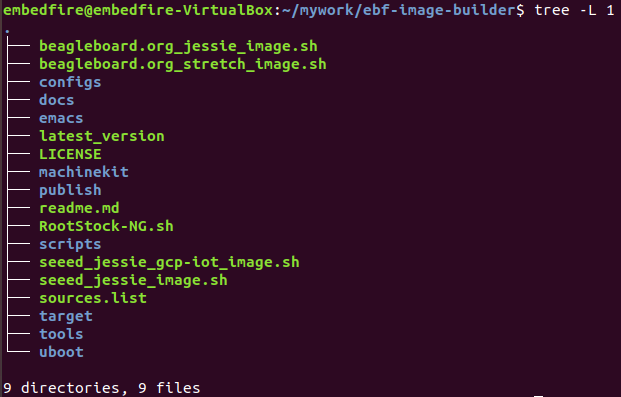 embedfire@embedfire-VirtualBox:~/mywork/ebf-image-builder$ tree -L 1
.
├── beagleboard.org_jessie_image.sh
├── beagleboard.org_stretch_image.sh
├── configs
├── docs
├── emacs
├── latest_version
├── LICENSE
├── machinekit
├── publish
├── readme.md
├── RootStock-NG.sh
├── scripts
├── seeed_jessie_gcp-iot_image.sh
├── seeed_jessie_image.sh
├── sources.list
├── target
├── tools
└── uboot
9 directories, 9 files